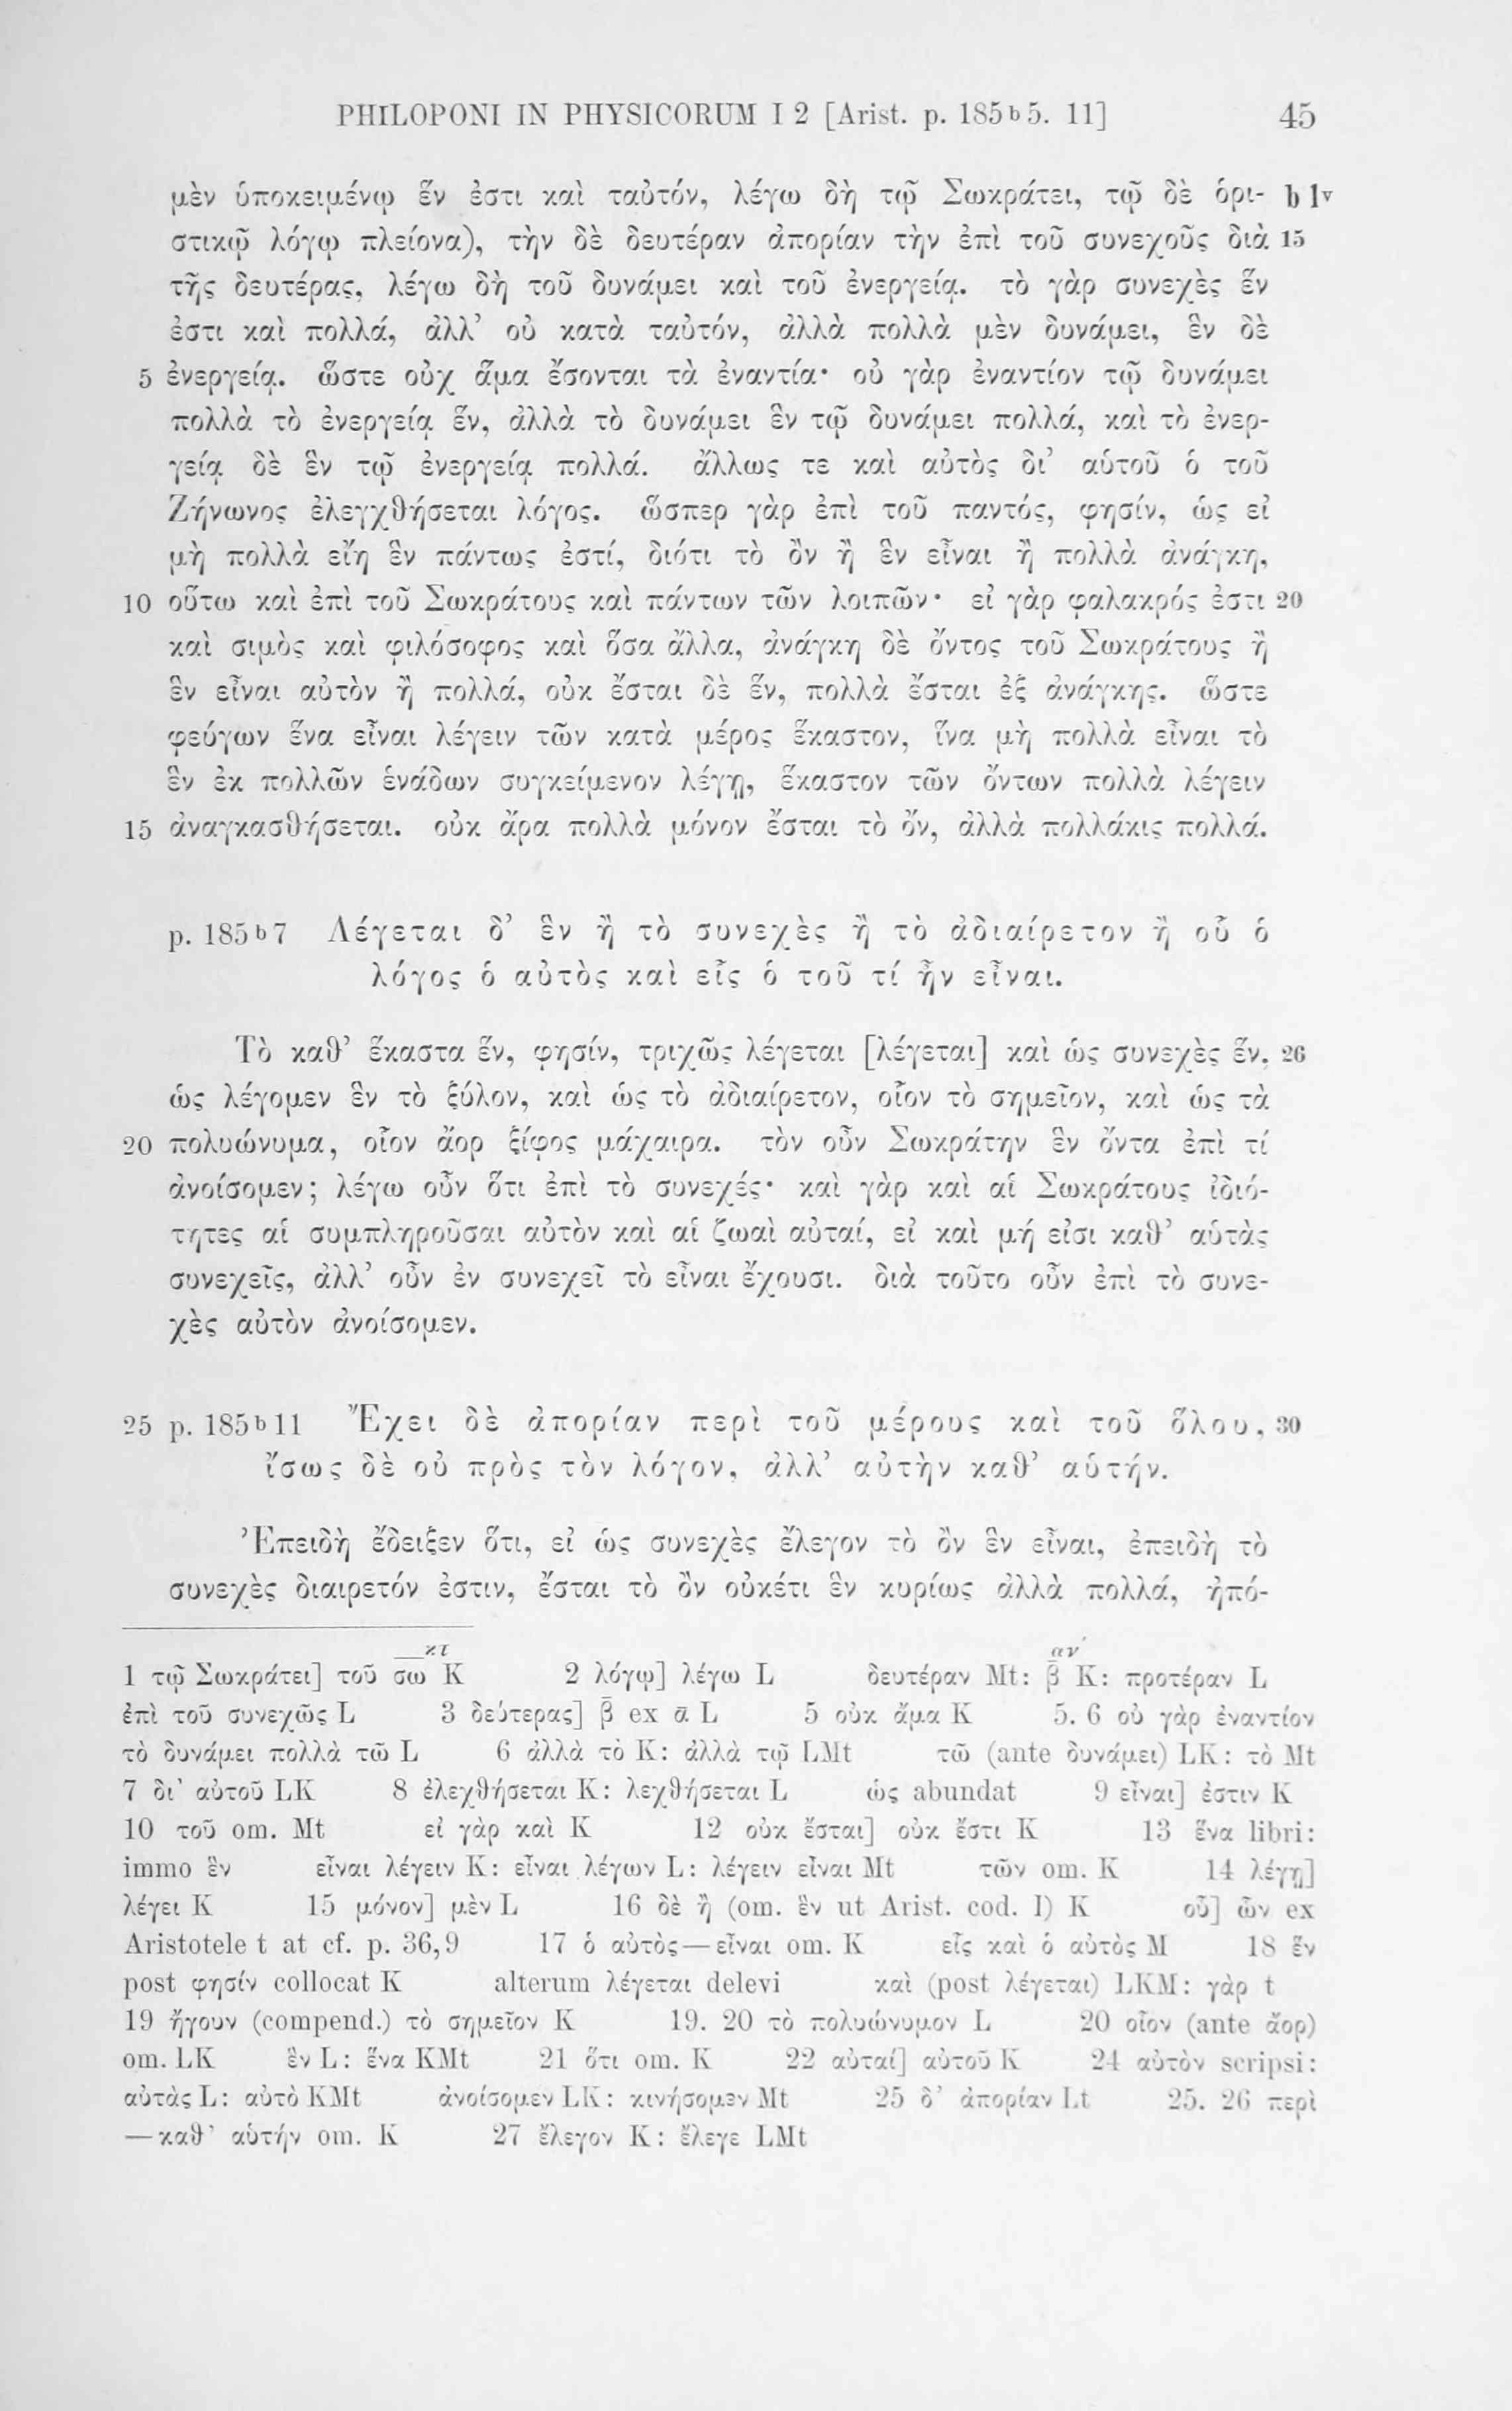 PHILOPONI IN PHYSICORUM I 2 [Arist. p. 185 b 5. 11] 45
μὲν ὑποκειμένῳ ἕν ἐστι καὶ ταὐτόν, λέγω δὴ τῷ Σωκράτει, τῷ δὲ ὁρι- b 1v
στικῷ λόγῳ πλείονα), τὴν δὲ δευτέραν ἀπορίαν τὴν ἐπὶ τοῦ συνεχοῦς διὰ 15
τῆς δευτέρας, λέγω δὴ τοῦ δυνάμει καὶ τοῦ ἐνεργείᾳ. τὸ γὰρ συνεχὲς ἕν
ἐστι καὶ πολλά, ἀλλ' οὐ κατὰ ταὐτόν, ἀλλὰ πολλὰ μὲν δυνάμει, ἓν δὲ
5 ἐνεργείᾳ. ὥστε οὐχ ἅμα ἔσονται τὰ ἐναντία· οὐ γὰρ ἐναντίον τῷ δυνάμει
πολλὰ τὸ ἐνεργείᾳ ἕν, ἀλλὰ τὸ δυνάμει ἓν τῷ δυνάμει πολλά, καὶ τὸ ἐνερ-
γείᾳ δὲ ἓν τῷ ἐνεργείᾳ πολλά. ἄλλως τε καὶ αὐτὸς δι' αὑτοῦ ὁ τοῦ
Ζήνωνος ἐλεγχθήσεται λόγος. ὥσπερ γὰρ ἐπὶ τοῦ παντός, φησίν, ὡς εἰ
μὴ πολλὰ εἴη ἓν πάντως ἐστί, διότι τὸ ὂν ἢ ἓν εἶναι ἢ πολλὰ ἀνάγκη,
10 οὕτω καὶ ἐπὶ τοῦ Σωκράτους καὶ πάντων τῶν λοιπῶν· εἰ γὰρ φαλακρός ἐστι 20
καὶ σιμὸς καὶ φιλόσοφος καὶ ὅσα ἄλλα, ἀνάγκη δὲ ὄντος τοῦ Σωκράτους ἢ
ἓν εἶναι αὐτὸν ἢ πολλά, οὐκ ἔσται δὲ ἕν, πολλὰ ἔσται ἐξ ἀνάγκης. ὥστε
φεύγων ἕνα εἶναι λέγειν τῶν κατὰ μέρος ἕκαστον, ἵνα μὴ πολλὰ εἶναι τὸ
ἓν ἐκ πολλῶν ἑνάδων συγκείμενον λέγῃ, ἕκαστον τῶν ὄντων πολλὰ λέγειν
15 ἀναγκασθήσεται. οὐκ ἄρα πολλὰ μόνον ἔσται τὸ ὄν, ἀλλὰ πολλάκις πολλά.
p. 185 b 7 Λέγεται δ' ἓν ἢ τὸ συνεχὲς ἢ τὸ ἀδιαίρετον ἢ οὗ ὁ
λόγος ὁ αὐτὸς καὶ εἷς ὁ τοῦ τί ἦν εἶναι.
Τὸ καθ' ἕκαστα ἕν, φησίν, τριχῶς λέγεται [λέγεται] καὶ ὡς συνεχὲς ἕν, 26
ὡς λέγομεν ἓν τὸ ξύλον, καὶ ὡς τὸ ἀδιαίρετον, οἷον τὸ σημεῖον, καὶ ὡς τὰ
20 πολυώνυμα, οἷον ἄορ ξίφος μάχαιρα. τὸν οὖν Σωκράτην ἓν ὄντα ἐπὶ τί
ἀνοίσομεν; λέγω οὖν ὅτι ἐπὶ τὸ συνεχές· καὶ γὰρ καὶ αἱ Σωκράτους ἰδιό-
τητες αἱ συμπληροῦσαι αὐτὸν καὶ αἱ ζωαὶ αὐταί, εἰ καὶ μή εἰσι καθ' αὑτὰς
συνεχεῖς, ἀλλ' οὖν ἐν συνεχεῖ τὸ εἶναι ἔχουσι. διὰ τοῦτο οὖν ἐπὶ τὸ συνε-
χὲς αὐτὸν ἀνοίσομεν.
25 p. 185 b 11 Ἔχει δὲ ἀπορίαν περὶ τοῦ μέρους καὶ τοῦ ὅλου, 30
ἴσως δὲ οὐ πρὸς τὸν λόγον, ἀλλ' αὐτὴν καθ' αὑτήν.
Ἐπειδὴ ἔδειξεν ὅτι, εἰ ὡς συνεχὲς ἔλεγον τὸ ὂν ἓν εἶναι, ἐπειδὴ τὸ
συνεχὲς διαιρετόν ἐστιν, ἔσται τὸ ὂν οὐκέτι ἓν κυρίως ἀλλὰ πολλά, ἠπό-
1 τῷ Σωκράτει] τοῦ σωκτ K 2 λόγῳ] λέγω L δευτέραν Mt: β̄αν K: προτέραν L
ἐπὶ τοῦ συνεχῶς L 3 δεύτερας] β̄ ex ᾱ L 5 οὐκ ἅμα K 5. 6 οὐ γὰρ ἐναντίον
τὸ δυνάμει πολλὰ τῶ L 6 ἀλλὰ τὸ K: ἀλλὰ τῷ LMt τῶ (ante δυνάμει) LK: τὸ Mt
7 δι' αὐτοῦ LK 8 ἐλεχθήσεται K: λεχθήσεται L ὡς abundat 9 εἶναι] ἐστιν K
10 τοῦ om. Mt εἰ γὰρ καὶ K 12 οὐκ ἔσται] οὐκ ἔστι K 13 ἕνα libri:
immo ἓν εἶναι λέγειν K: εἶναι λέγων L: λέγειν εἶναι Mt τῶν om. K 14 λέγῃ]
λέγει K 15 μόνον] μὲν L 16 δὲ ἢ (om. ἓν ut Arist. cod. I) K οὗ] ὧν ex
Aristotele t at cf. p. 36,9 17 ὁ αὐτὸς—εἶναι om. K εἷς καὶ ὁ αὐτὸς M 18 ἕν
post φησίν collocat K alterum λέγεται delevi καὶ (post λέγεται) LKM: γὰρ t
19 ἤγουν (compend.) τὸ σημεῖον K 19. 20 τὸ πολυώνυμον L 20 οἷον (ante ἄορ)
om. LK ἓν L: ἕνα KMt 21 ὅτι om. K 22 αὐταί] αὐτοῦ K 24 αὐτὸν scripsi:
αὐτὰς L: αὐτὸ KMt ἀνοίσομεν LK: κινήσομεν Mt 25 δ' ἀπορίαν Lt 25. 26 περὶ
—καθ' αὑτήν om. K 27 ἔλεγον K: ἔλεγε LMt